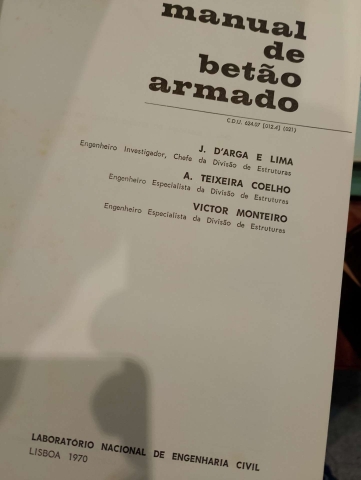 manual
de
betão
armado
C.D.U. 624.07 (012.4) (021)
J. D'ARGA E LIMA
Engenheiro Investigador, Chefe da Divisão de Estruturas
A. TEIXEIRA COELHO
Engenheiro Especialista da Divisão de Estruturas
VICTOR MONTEIRO
Engenheiro Especialista da Divisão de Estruturas
LABORATÓRIO NACIONAL DE ENGENHARIA CIVIL
LISBOA 1970